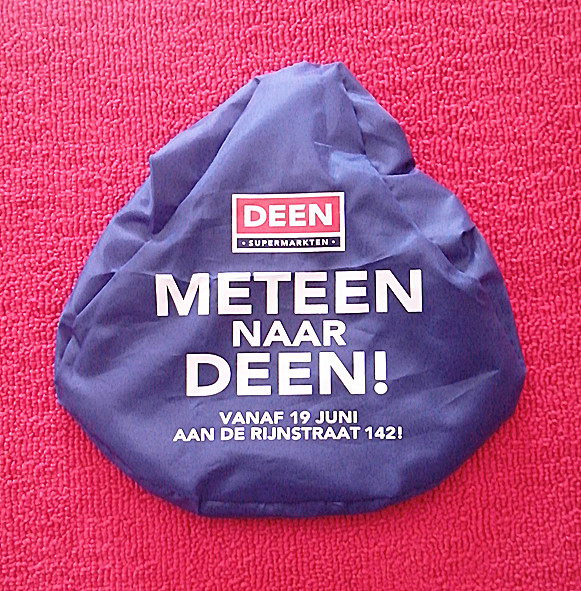 DEEN
• SUPERMARKTEN •
METEEN
NAAR
DEEN!
VANAF 19 JUNI
AAN DE RIJNSTRAAT 142!